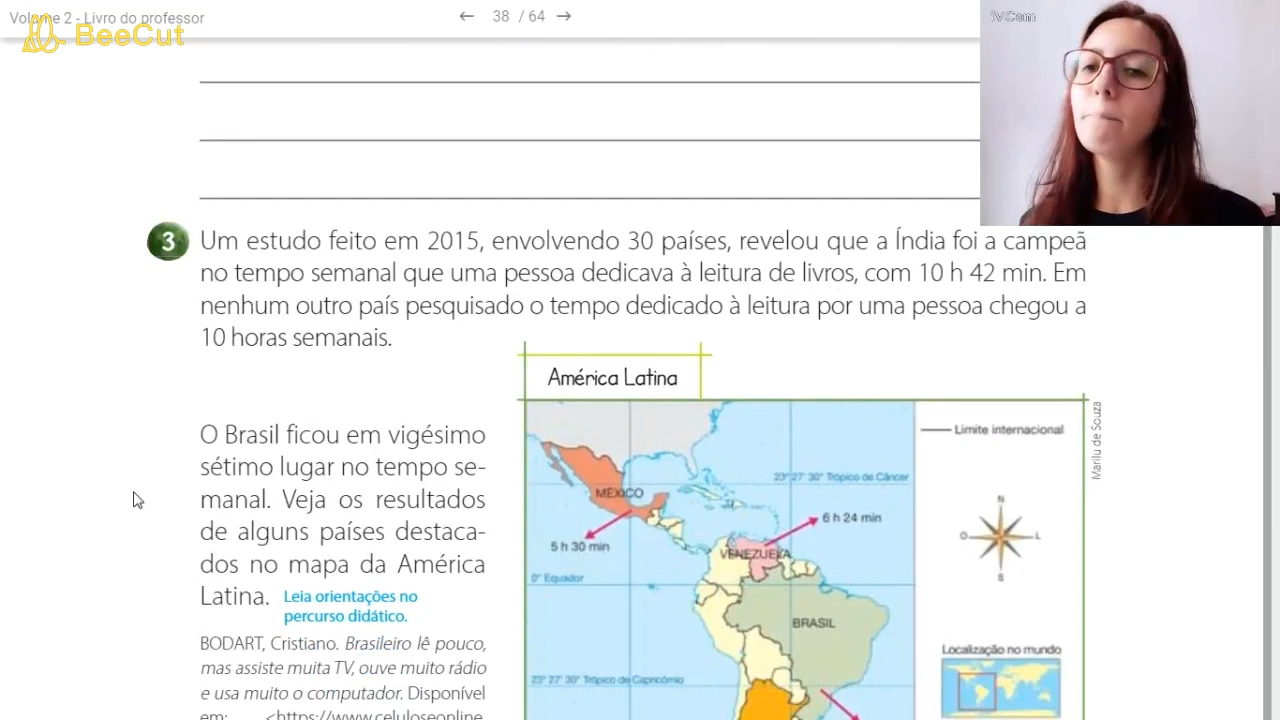 Volume 2 - Livro do professor
38 / 64
BeeCut
iVCam
3 Um estudo feito em 2015, envolvendo 30 países, revelou que a Índia foi a campeã
no tempo semanal que uma pessoa dedicava à leitura de livros, com 10 h 42 min. Em
nenhum outro país pesquisado o tempo dedicado à leitura por uma pessoa chegou a
10 horas semanais.
O Brasil ficou em vigésimo
sétimo lugar no tempo se-
manal. Veja os resultados
de alguns países destaca-
dos no mapa da América
Latina. Leia orientações no
percurso didático.
BODART, Cristiano. Brasileiro lê pouco,
mas assiste muita TV, ouve muito rádio
e usa muito o computador. Disponível
em: <https://www.celuloseonline.
América Latina
Marilu de Souza
Limite internacional
23° 27' 30" Trópico de Câncer
MÉXICO
6 h 24 min
N
O L
S
5 h 30 min
VENEZUELA
0° Equador
BRASIL
Localização no mundo
23° 27' 30" Trópico de Capricórnio